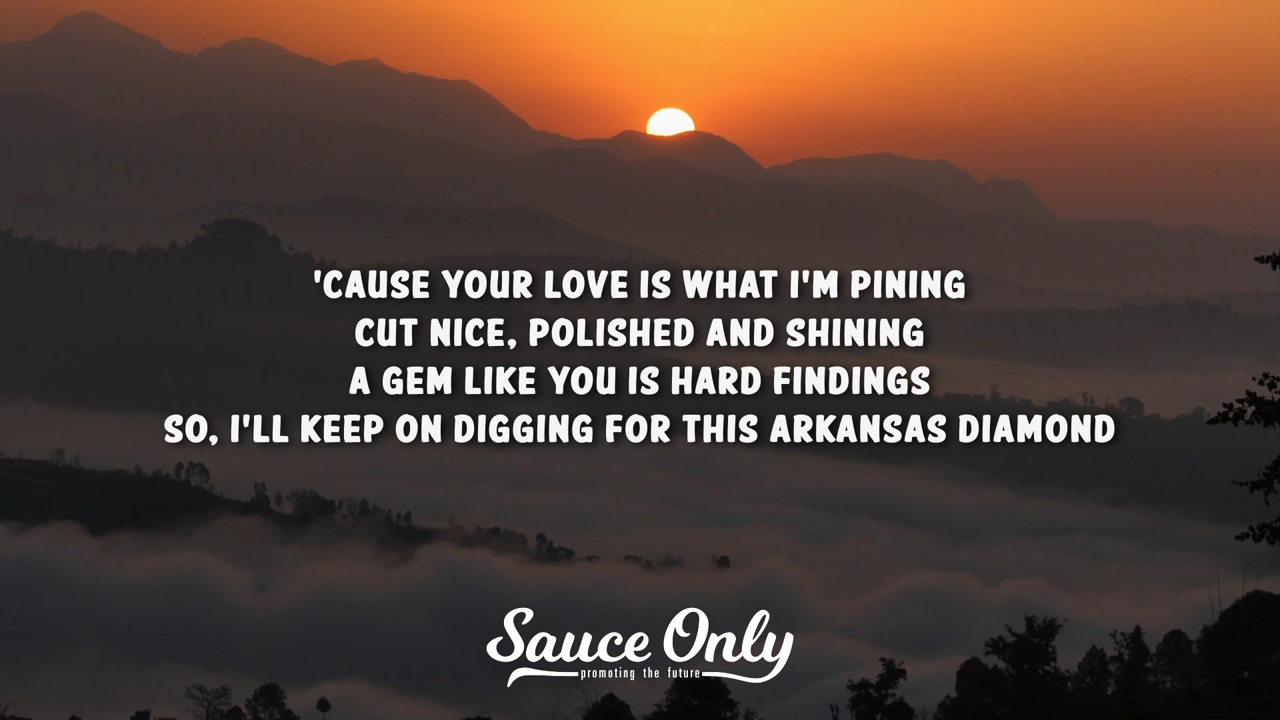 'CAUSE YOUR LOVE IS WHAT I'M PINING
CUT NICE, POLISHED AND SHINING
A GEM LIKE YOU IS HARD FINDINGS
SO, I'LL KEEP ON DIGGING FOR THIS ARKANSAS DIAMOND
Sauce Only
promoting the future